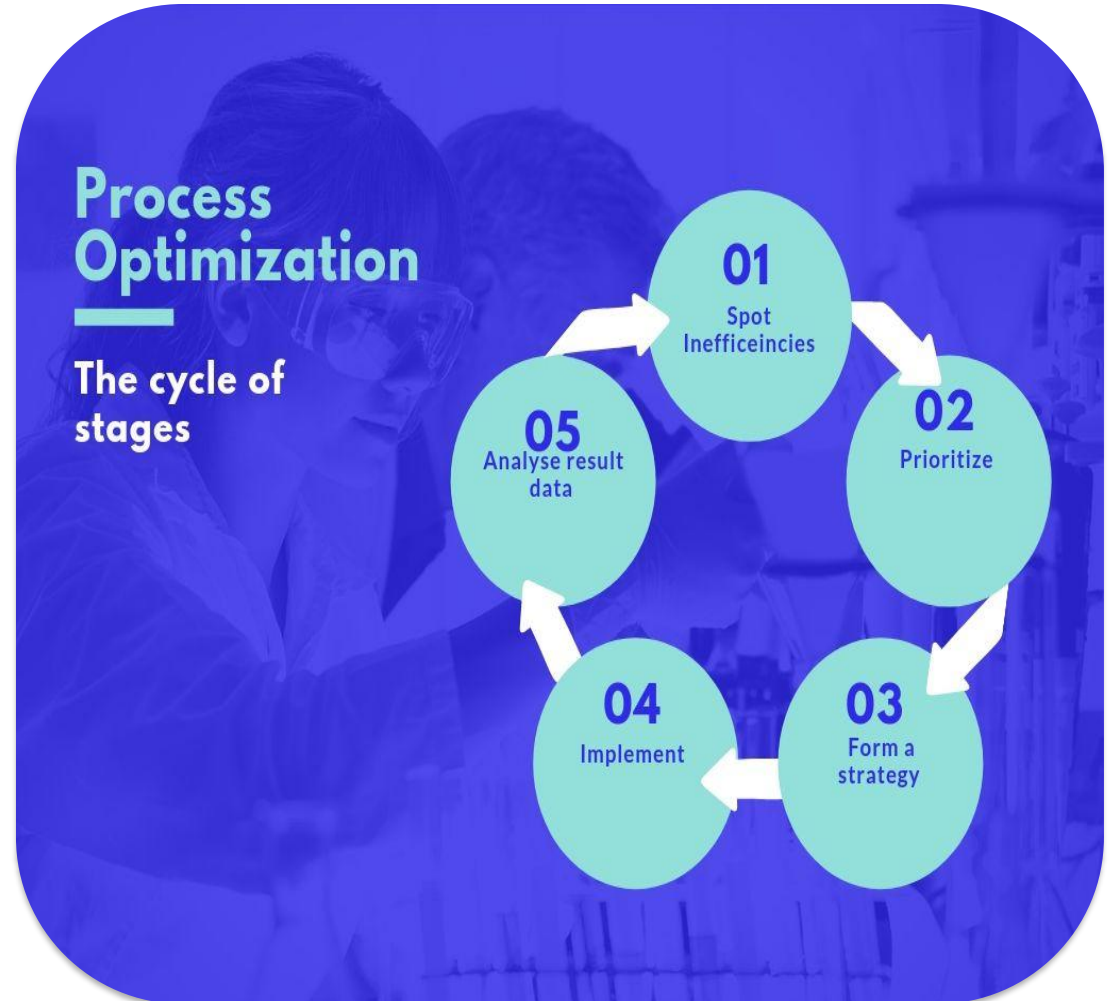 Process
Optimization
The cycle of
stages
01
Spot
Inefficeincies
02
Prioritize
03
Form a
strategy
04
Implement
05
Analyse result
data